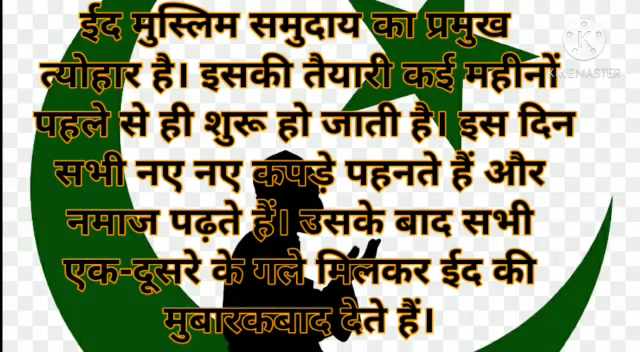 ईद मुस्लिम समुदाय का प्रमुख
त्योहार है। इसकी तैयारी कई महीनों
पहले से ही शुरू हो जाती है। इस दिन
सभी नए नए कपड़े पहनते हैं और
नमाज पढ़ते हैं। उसके बाद सभी
एक-दूसरे के गले मिलकर ईद की
मुबारकबाद देते हैं।
KINEMASTER